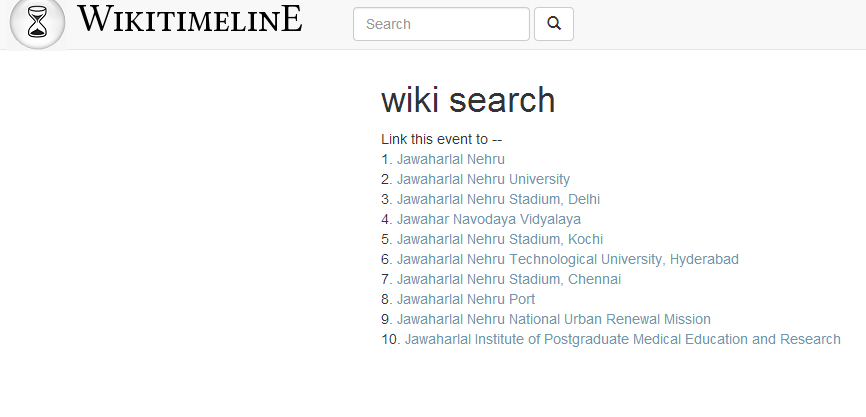 WIKITIMELINE
Search
wiki search
Link this event to --
1. Jawaharlal Nehru
2. Jawaharlal Nehru University
3. Jawaharlal Nehru Stadium, Delhi
4. Jawahar Navodaya Vidyalaya
5. Jawaharlal Nehru Stadium, Kochi
6. Jawaharlal Nehru Technological University, Hyderabad
7. Jawaharlal Nehru Stadium, Chennai
8. Jawaharlal Nehru Port
9. Jawaharlal Nehru National Urban Renewal Mission
10. Jawaharlal Institute of Postgraduate Medical Education and Research